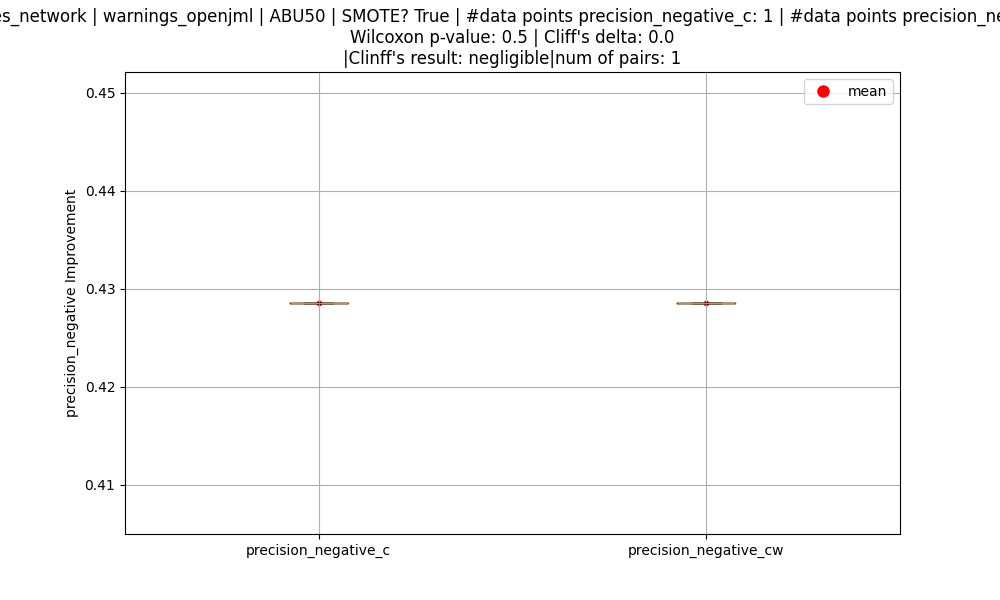 s_network | warnings_openjml | ABU50 | SMOTE? True | #data points precision_negative_c: 1 | #data points
Wilcoxon p-value: 0.5 | Cliff's delta: 0.0
|Clinff's result: negligible|num of pairs: 1
mean
0.45
0.44
0.43
0.42
0.41
precision_negative Improvement
precision_negative_c
precision_negative_cw